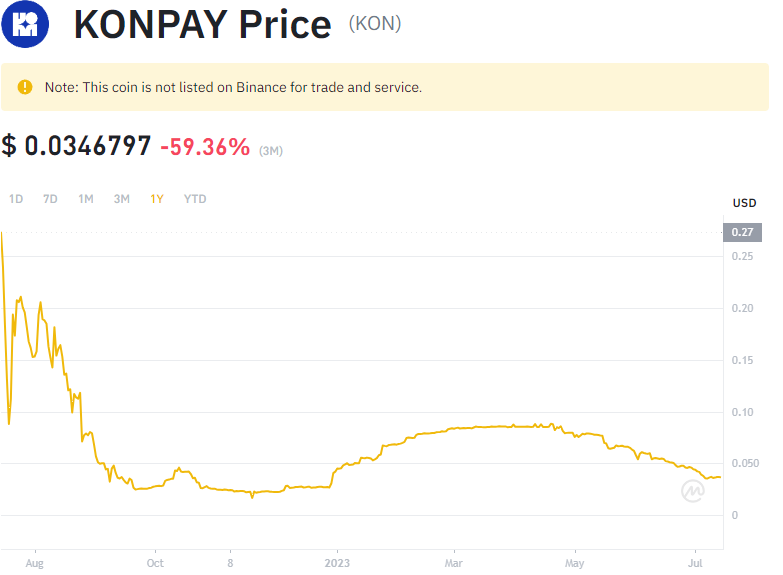 KONPAY Price (KON)
Note: This coin is not listed on Binance for trade and service.
$ 0.0346797 -59.36% (3M)
1D 7D 1M 3M 1Y YTD
USD
0.27
0.25
0.20
0.15
0.10
0.050
0
Aug Oct 8 2023 Mar May Jul